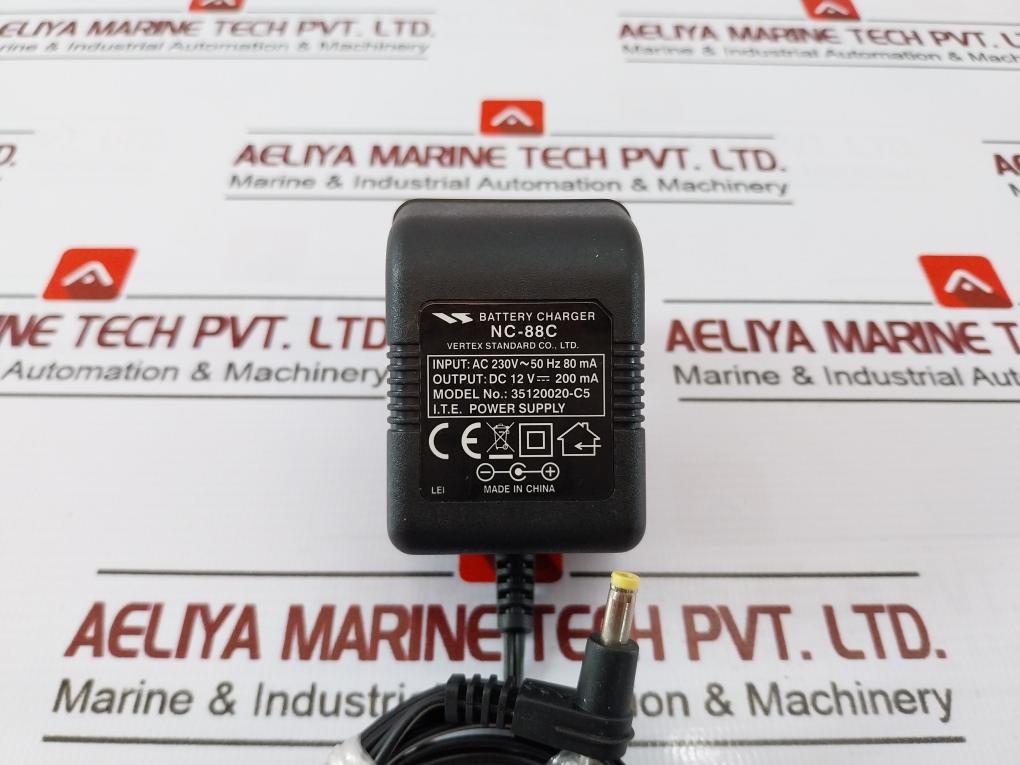 AELIYA MARINE TECH PVT. LTD.
Marine & Industrial Automation & Machinery
AELIYA MARINE TECH PVT. L
Marine & Industrial Automation & Machine
D.
AELIYA MARINE TECH PVT. LTD.
Marine & Industrial Automation & Machinery
A
M
NE TECH PVT. LTD.
Automation & Machinery
AELIYA MARINE
Marine & Industrial Aut
BATTERY CHARGER
NC-88C
VERTEX STANDARD CO., LTD.
INPUT: AC 230V~50 Hz 80 mA
OUTPUT: DC 12 V⎓ 200 mA
MODEL No.: 35120020-C5
I.T.E. POWER SUPPLY
CE
LEI
MADE IN CHINA
AELIYA MARINE TECH PVT. LTD.
Marine & Industri on & Machinery